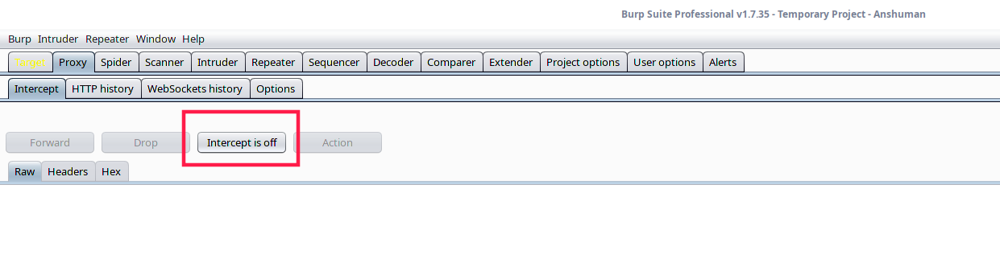 Burp Suite Professional v1.7.35 - Temporary Project - Anshuman
Burp Intruder Repeater Window Help
Target Proxy Spider Scanner Intruder Repeater Sequencer Decoder Comparer Extender Project options User options Alerts
Intercept HTTP history WebSockets history Options
Forward Drop Intercept is off Action
Raw Headers Hex